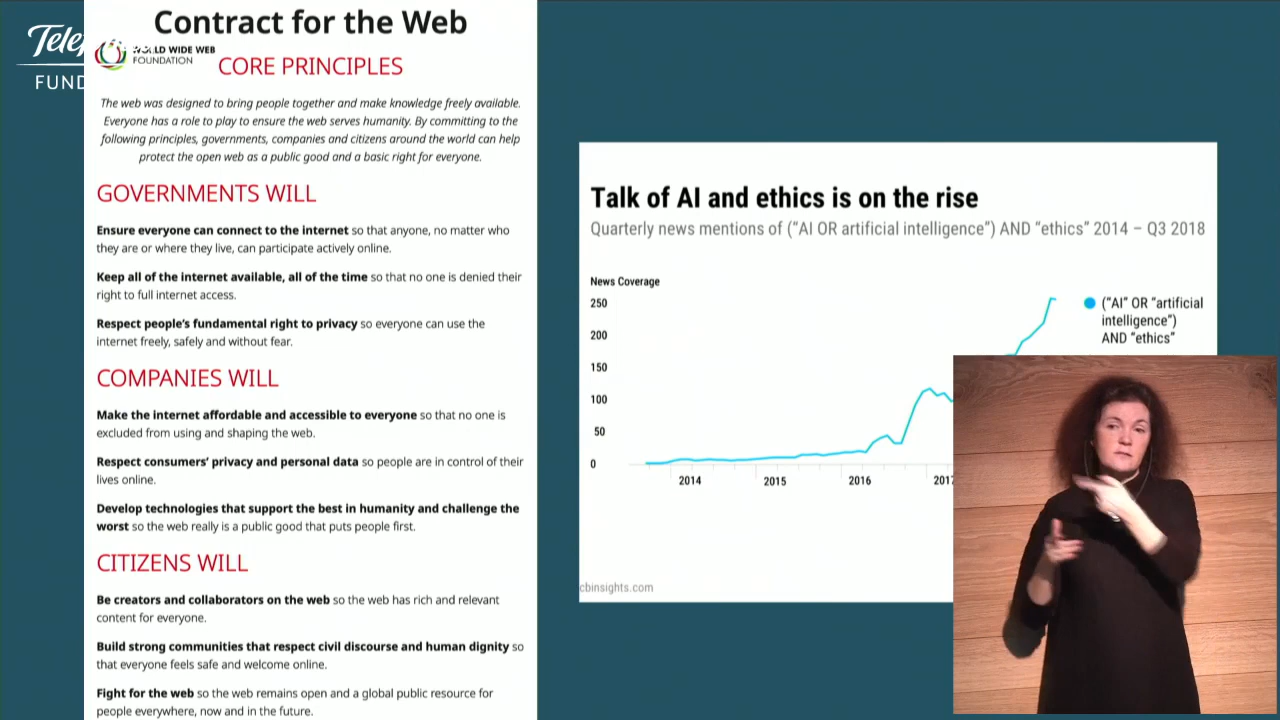 Contract for the Web
WORLD WIDE WEB
FOUNDATION
CORE PRINCIPLES
The web was designed to bring people together and make knowledge freely available.
Everyone has a role to play to ensure the web serves humanity. By committing to the
following principles, governments, companies and citizens around the world can help
protect the open web as a public good and a basic right for everyone.
GOVERNMENTS WILL
Ensure everyone can connect to the internet so that anyone, no matter who
they are or where they live, can participate actively online.
Keep all of the internet available, all of the time so that no one is denied their
right to full internet access.
Respect people's fundamental right to privacy so everyone can use the
internet freely, safely and without fear.
COMPANIES WILL
Make the internet affordable and accessible to everyone so that no one is
excluded from using and shaping the web.
Respect consumers' privacy and personal data so people are in control of their
lives online.
Develop technologies that support the best in humanity and challenge the
worst so the web really is a public good that puts people first.
CITIZENS WILL
Be creators and collaborators on the web so the web has rich and relevant
content for everyone.
Build strong communities that respect civil discourse and human dignity so
that everyone feels safe and welcome online.
Fight for the web so the web remains open and a global public resource for
people everywhere, now and in the future.
Talk of AI and ethics is on the rise
Quarterly news mentions of ("AI OR artificial intelligence") AND "ethics" 2014 – Q3 2018
News Coverage
250
200
150
100
50
0
2014
2015
2016
2017
("AI" OR "artificial
intelligence")
AND "ethics"
cbinsights.com